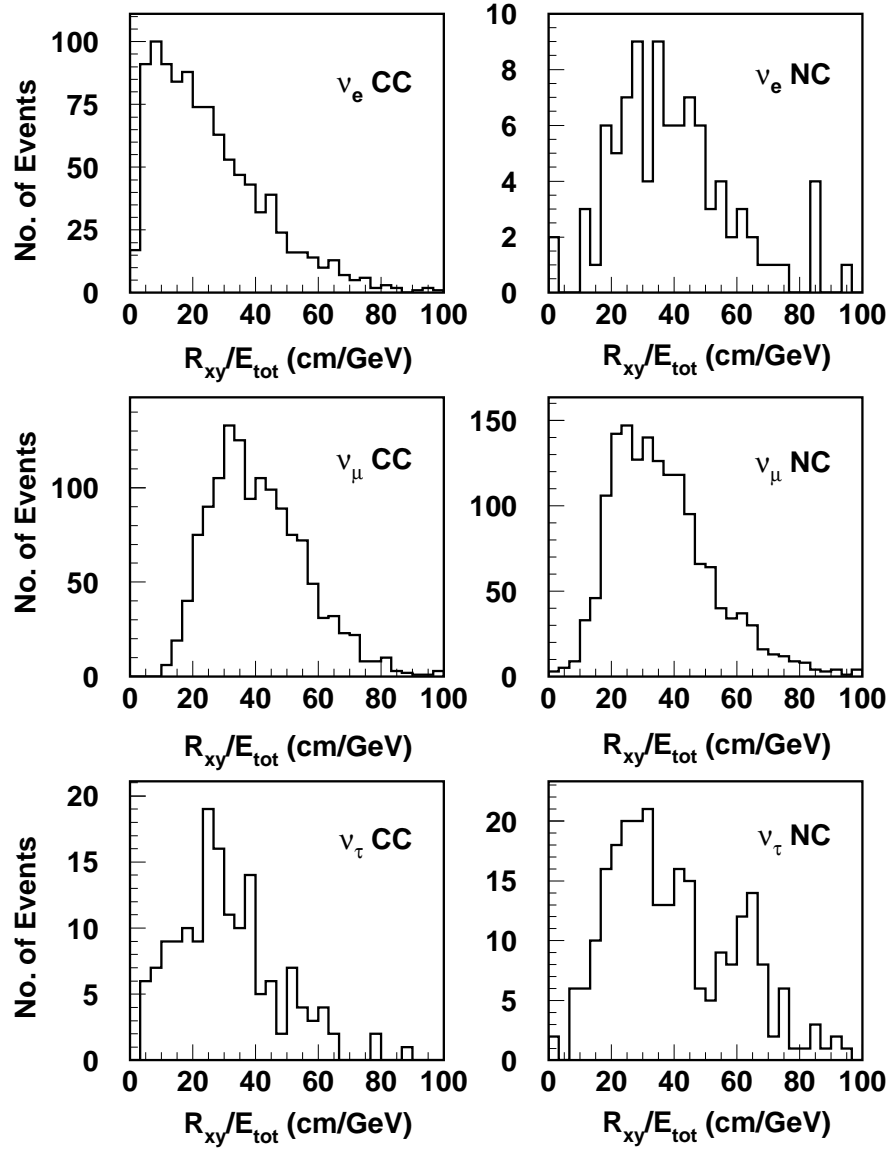 No. of Events
100
75
50
25
0
ν_e CC
0 20 40 60 80 100
R_xy/E_tot (cm/GeV)
10
8
6
4
2
0
ν_e NC
0 20 40 60 80 100
R_xy/E_tot (cm/GeV)
No. of Events
100
50
0
ν_μ CC
0 20 40 60 80 100
R_xy/E_tot (cm/GeV)
150
100
50
0
ν_μ NC
0 20 40 60 80 100
R_xy/E_tot (cm/GeV)
No. of Events
20
15
10
5
0
ν_τ CC
0 20 40 60 80 100
R_xy/E_tot (cm/GeV)
20
15
10
5
0
ν_τ NC
0 20 40 60 80 100
R_xy/E_tot (cm/GeV)